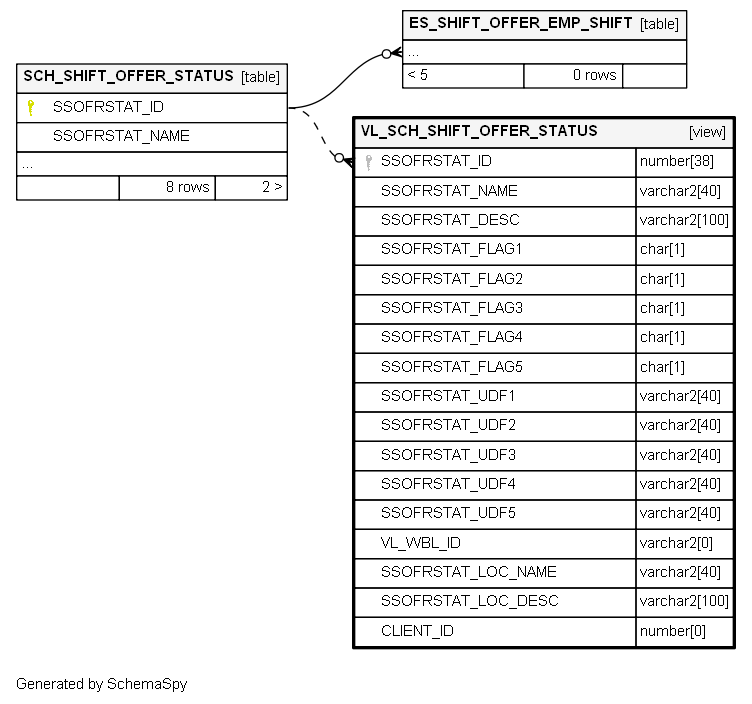 ES_SHIFT_OFFER_EMP_SHIFT [table]
...
< 5 0 rows
SCH_SHIFT_OFFER_STATUS [table]
SSOFRSTAT_ID
SSOFRSTAT_NAME
...
8 rows 2 >
VL_SCH_SHIFT_OFFER_STATUS [view]
SSOFRSTAT_ID number[38]
SSOFRSTAT_NAME varchar2[40]
SSOFRSTAT_DESC varchar2[100]
SSOFRSTAT_FLAG1 char[1]
SSOFRSTAT_FLAG2 char[1]
SSOFRSTAT_FLAG3 char[1]
SSOFRSTAT_FLAG4 char[1]
SSOFRSTAT_FLAG5 char[1]
SSOFRSTAT_UDF1 varchar2[40]
SSOFRSTAT_UDF2 varchar2[40]
SSOFRSTAT_UDF3 varchar2[40]
SSOFRSTAT_UDF4 varchar2[40]
SSOFRSTAT_UDF5 varchar2[40]
VL_WBL_ID varchar2[0]
SSOFRSTAT_LOC_NAME varchar2[40]
SSOFRSTAT_LOC_DESC varchar2[100]
CLIENT_ID number[0]
Generated by SchemaSpy